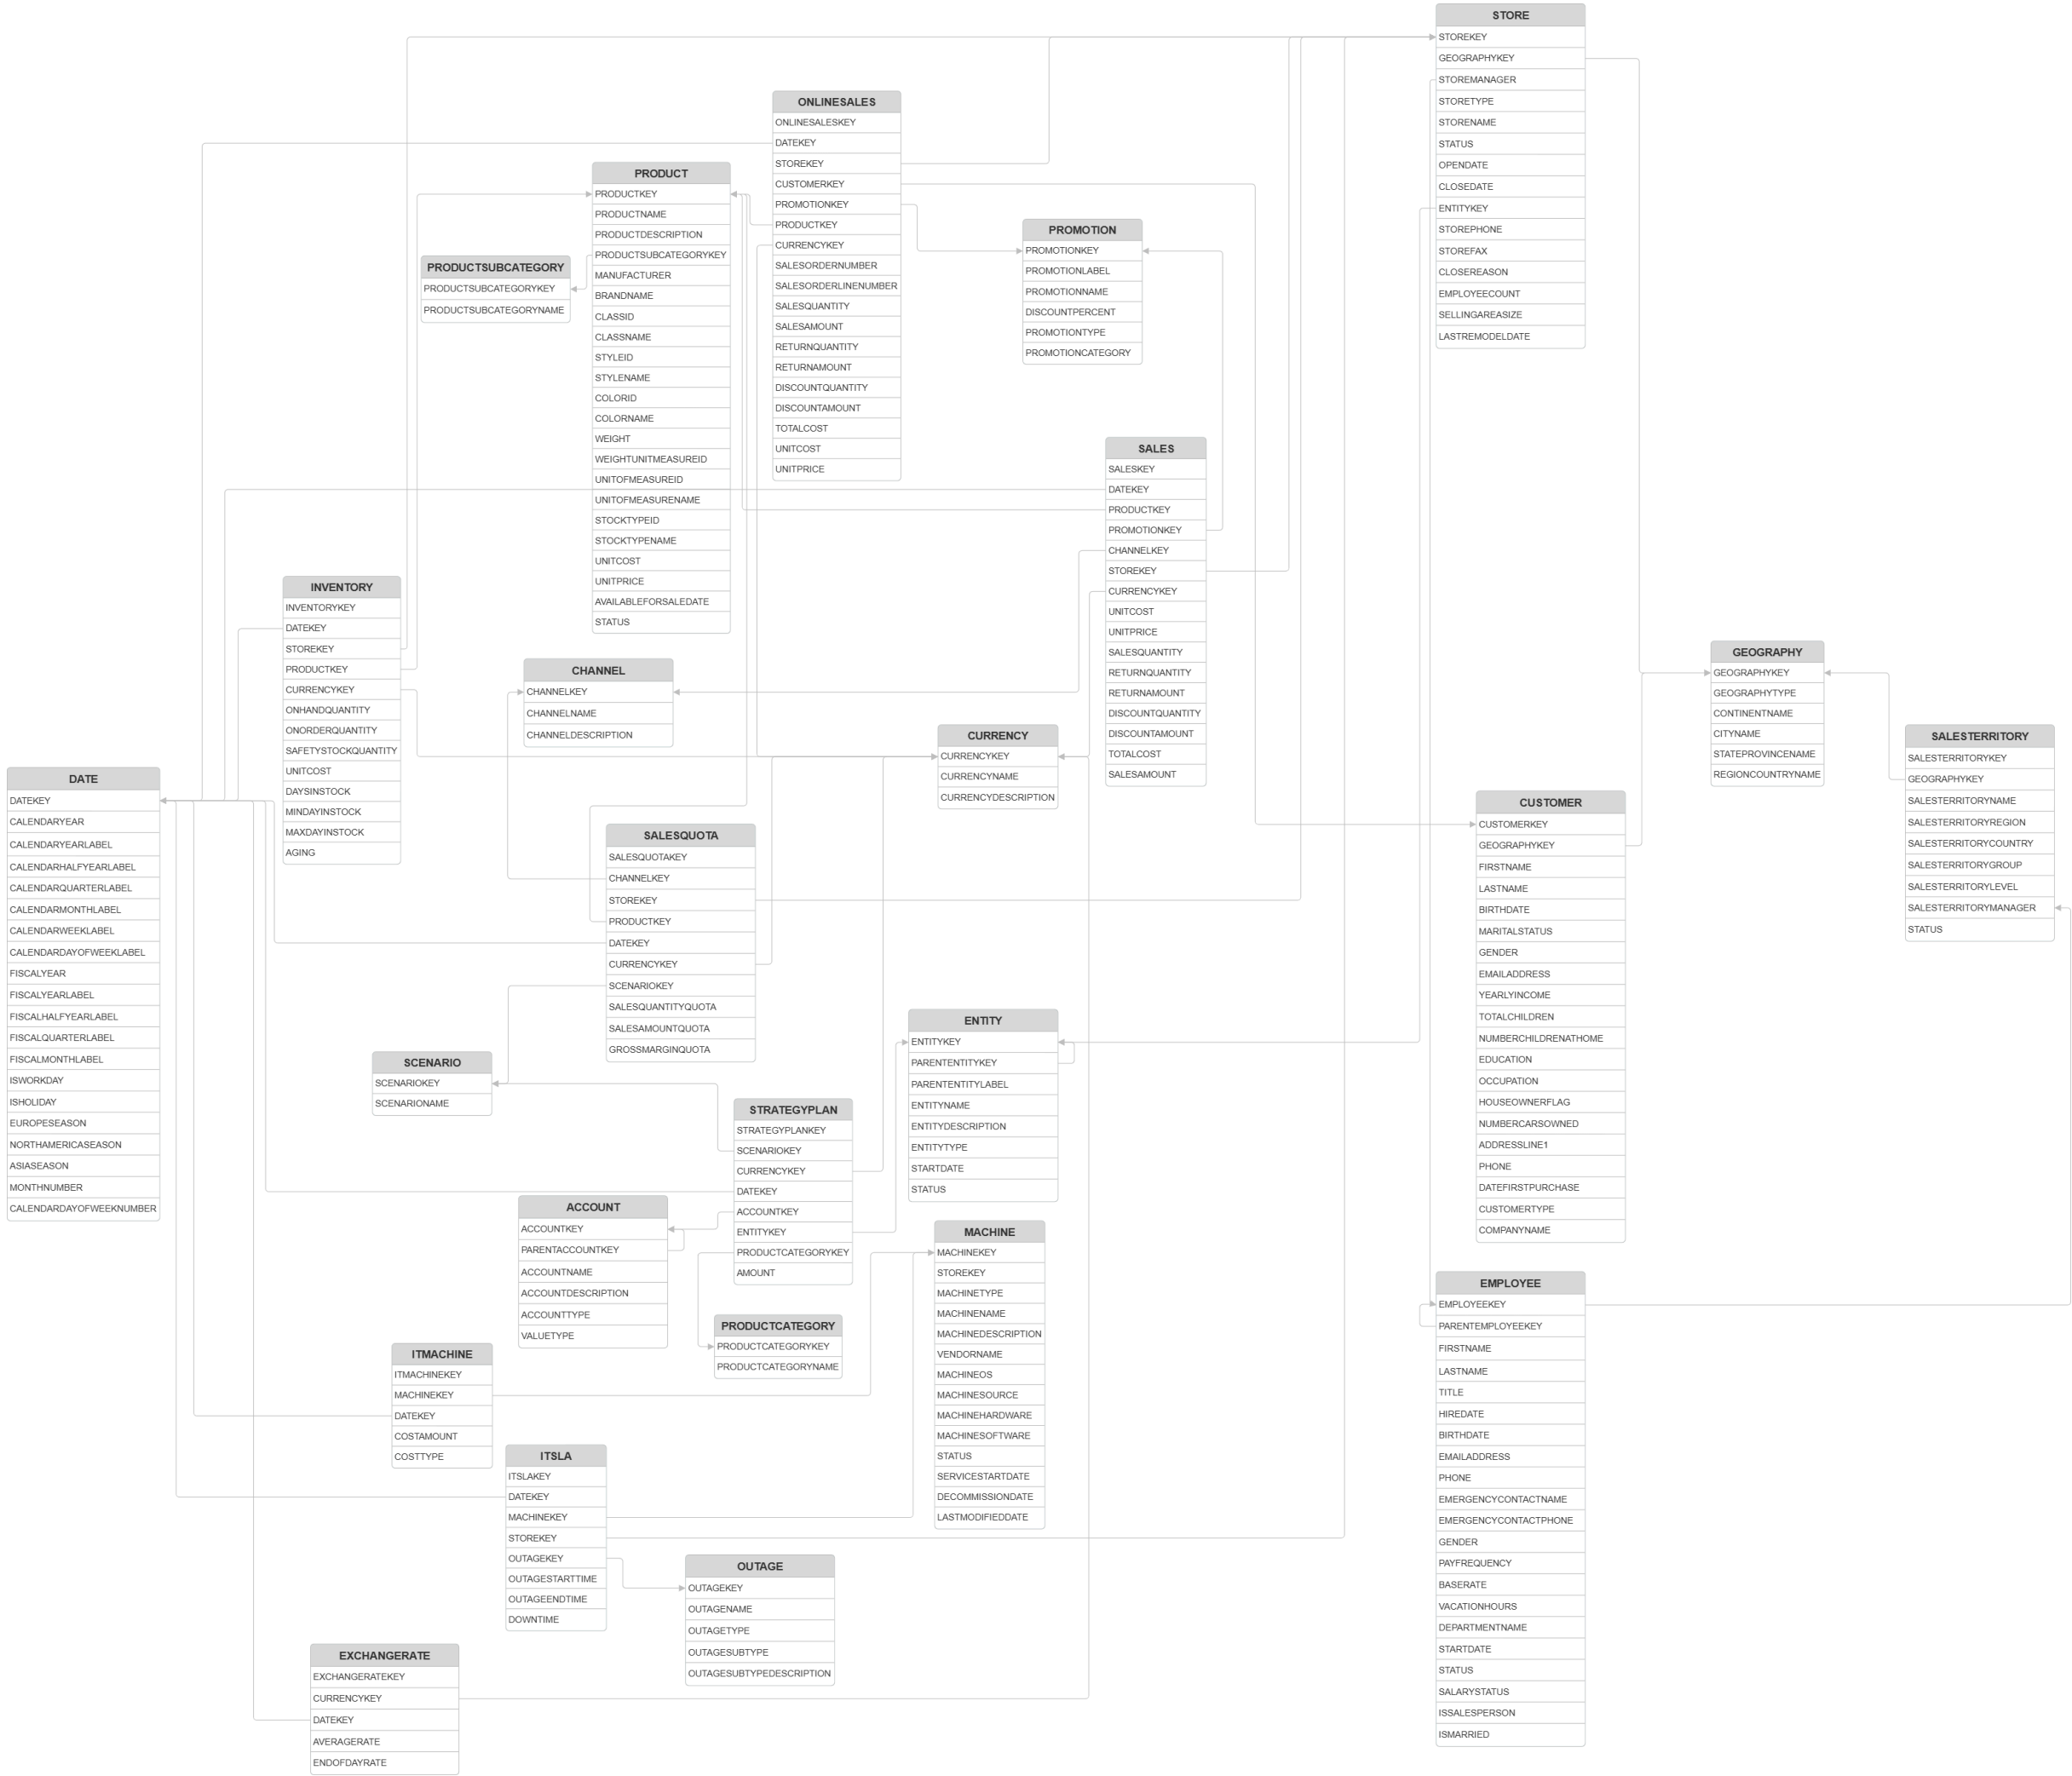 STORE
STOREKEY
GEOGRAPHYKEY
STOREMANAGER
STORETYPE
STORENAME
STATUS
OPENDATE
CLOSEDATE
ENTITYKEY
STOREPHONE
STOREFAX
CLOSEREASON
EMPLOYEECOUNT
SELLINGAREASIZE
LASTREMODELDATE
ONLINESALES
ONLINESALESKEY
DATEKEY
STOREKEY
CUSTOMERKEY
PROMOTIONKEY
PRODUCTKEY
CURRENCYKEY
SALESORDERNUMBER
SALESORDERLINENUMBER
SALESQUANTITY
SALESAMOUNT
RETURNQUANTITY
RETURNAMOUNT
DISCOUNTQUANTITY
DISCOUNTAMOUNT
TOTALCOST
UNITCOST
UNITPRICE
PRODUCT
PRODUCTKEY
PRODUCTNAME
PRODUCTDESCRIPTION
PRODUCTSUBCATEGORYKEY
MANUFACTURER
BRANDNAME
CLASSID
CLASSNAME
STYLEID
STYLENAME
COLORID
COLORNAME
WEIGHT
WEIGHTUNITMEASUREID
UNITOFMEASUREID
UNITOFMEASURENAME
STOCKTYPEID
STOCKTYPENAME
UNITCOST
UNITPRICE
AVAILABLEFORSALEDATE
STATUS
PROMOTION
PROMOTIONKEY
PROMOTIONLABEL
PROMOTIONNAME
DISCOUNTPERCENT
PROMOTIONTYPE
PROMOTIONCATEGORY
PRODUCTSUBCATEGORY
PRODUCTSUBCATEGORYKEY
PRODUCTSUBCATEGORYNAME
SALES
SALESKEY
DATEKEY
PRODUCTKEY
PROMOTIONKEY
CHANNELKEY
STOREKEY
CURRENCYKEY
UNITCOST
UNITPRICE
SALESQUANTITY
RETURNQUANTITY
RETURNAMOUNT
DISCOUNTQUANTITY
DISCOUNTAMOUNT
TOTALCOST
SALESAMOUNT
INVENTORY
INVENTORYKEY
DATEKEY
STOREKEY
PRODUCTKEY
CURRENCYKEY
ONHANDQUANTITY
ONORDERQUANTITY
SAFETYSTOCKQUANTITY
UNITCOST
DAYSINSTOCK
MINDAYINSTOCK
MAXDAYINSTOCK
AGING
GEOGRAPHY
GEOGRAPHYKEY
GEOGRAPHYTYPE
CONTINENTNAME
CITYNAME
STATEPROVINCENAME
REGIONCOUNTRYNAME
CHANNEL
CHANNELKEY
CHANNELNAME
CHANNELDESCRIPTION
CURRENCY
CURRENCYKEY
CURRENCYNAME
CURRENCYDESCRIPTION
SALESTERRITORY
SALESTERRITORYKEY
GEOGRAPHYKEY
SALESTERRITORYNAME
SALESTERRITORYREGION
SALESTERRITORYCOUNTRY
SALESTERRITORYGROUP
SALESTERRITORYLEVEL
SALESTERRITORYMANAGER
STATUS
DATE
DATEKEY
CALENDARYEAR
CALENDARYEARLABEL
CALENDARHALFYEARLABEL
CALENDARQUARTERLABEL
CALENDARMONTHLABEL
CALENDARWEEKLABEL
CALENDARDAYOFWEEKLABEL
FISCALYEAR
FISCALYEARLABEL
FISCALHALFYEARLABEL
FISCALQUARTERLABEL
FISCALMONTHLABEL
ISWORKDAY
ISHOLIDAY
EUROPESEASON
NORTHAMERICASEASON
ASIASEASON
MONTHNUMBER
CALENDARDAYOFWEEKNUMBER
CUSTOMER
CUSTOMERKEY
GEOGRAPHYKEY
FIRSTNAME
LASTNAME
BIRTHDATE
MARITALSTATUS
GENDER
EMAILADDRESS
YEARLYINCOME
TOTALCHILDREN
NUMBERCHILDRENATHOME
EDUCATION
OCCUPATION
HOUSEOWNERFLAG
NUMBERCARSOWNED
ADDRESSLINE1
PHONE
DATEFIRSTPURCHASE
CUSTOMERTYPE
COMPANYNAME
SALESQUOTA
SALESQUOTAKEY
CHANNELKEY
STOREKEY
PRODUCTKEY
DATEKEY
CURRENCYKEY
SCENARIOKEY
SALESQUANTITYQUOTA
SALESAMOUNTQUOTA
GROSSMARGINQUOTA
ENTITY
ENTITYKEY
PARENTENTITYKEY
PARENTENTITYLABEL
ENTITYNAME
ENTITYDESCRIPTION
ENTITYTYPE
STARTDATE
STATUS
SCENARIO
SCENARIOKEY
SCENARIONAME
STRATEGYPLAN
STRATEGYPLANKEY
SCENARIOKEY
CURRENCYKEY
DATEKEY
ACCOUNTKEY
ENTITYKEY
PRODUCTCATEGORYKEY
AMOUNT
ACCOUNT
ACCOUNTKEY
PARENTACCOUNTKEY
ACCOUNTNAME
ACCOUNTDESCRIPTION
ACCOUNTTYPE
VALUETYPE
MACHINE
MACHINEKEY
STOREKEY
MACHINETYPE
MACHINENAME
MACHINEDESCRIPTION
VENDORNAME
MACHINEOS
MACHINESOURCE
MACHINEHARDWARE
MACHINESOFTWARE
STATUS
SERVICESTARTDATE
DECOMMISSIONDATE
LASTMODIFIEDDATE
EMPLOYEE
EMPLOYEEKEY
PARENTEMPLOYEEKEY
FIRSTNAME
LASTNAME
TITLE
HIREDATE
BIRTHDATE
EMAILADDRESS
PHONE
EMERGENCYCONTACTNAME
EMERGENCYCONTACTPHONE
GENDER
PAYFREQUENCY
BASERATE
VACATIONHOURS
DEPARTMENTNAME
STARTDATE
STATUS
SALARYSTATUS
ISSALESPERSON
ISMARRIED
PRODUCTCATEGORY
PRODUCTCATEGORYKEY
PRODUCTCATEGORYNAME
ITMACHINE
ITMACHINEKEY
MACHINEKEY
DATEKEY
COSTAMOUNT
COSTTYPE
ITSLA
ITSLAKEY
DATEKEY
MACHINEKEY
STOREKEY
OUTAGEKEY
OUTAGESTARTTIME
OUTAGEENDTIME
DOWNTIME
OUTAGE
OUTAGEKEY
OUTAGENAME
OUTAGETYPE
OUTAGESUBTYPE
OUTAGESUBTYPEDESCRIPTION
EXCHANGERATE
EXCHANGERATEKEY
CURRENCYKEY
DATEKEY
AVERAGERATE
ENDOFDAYRATE